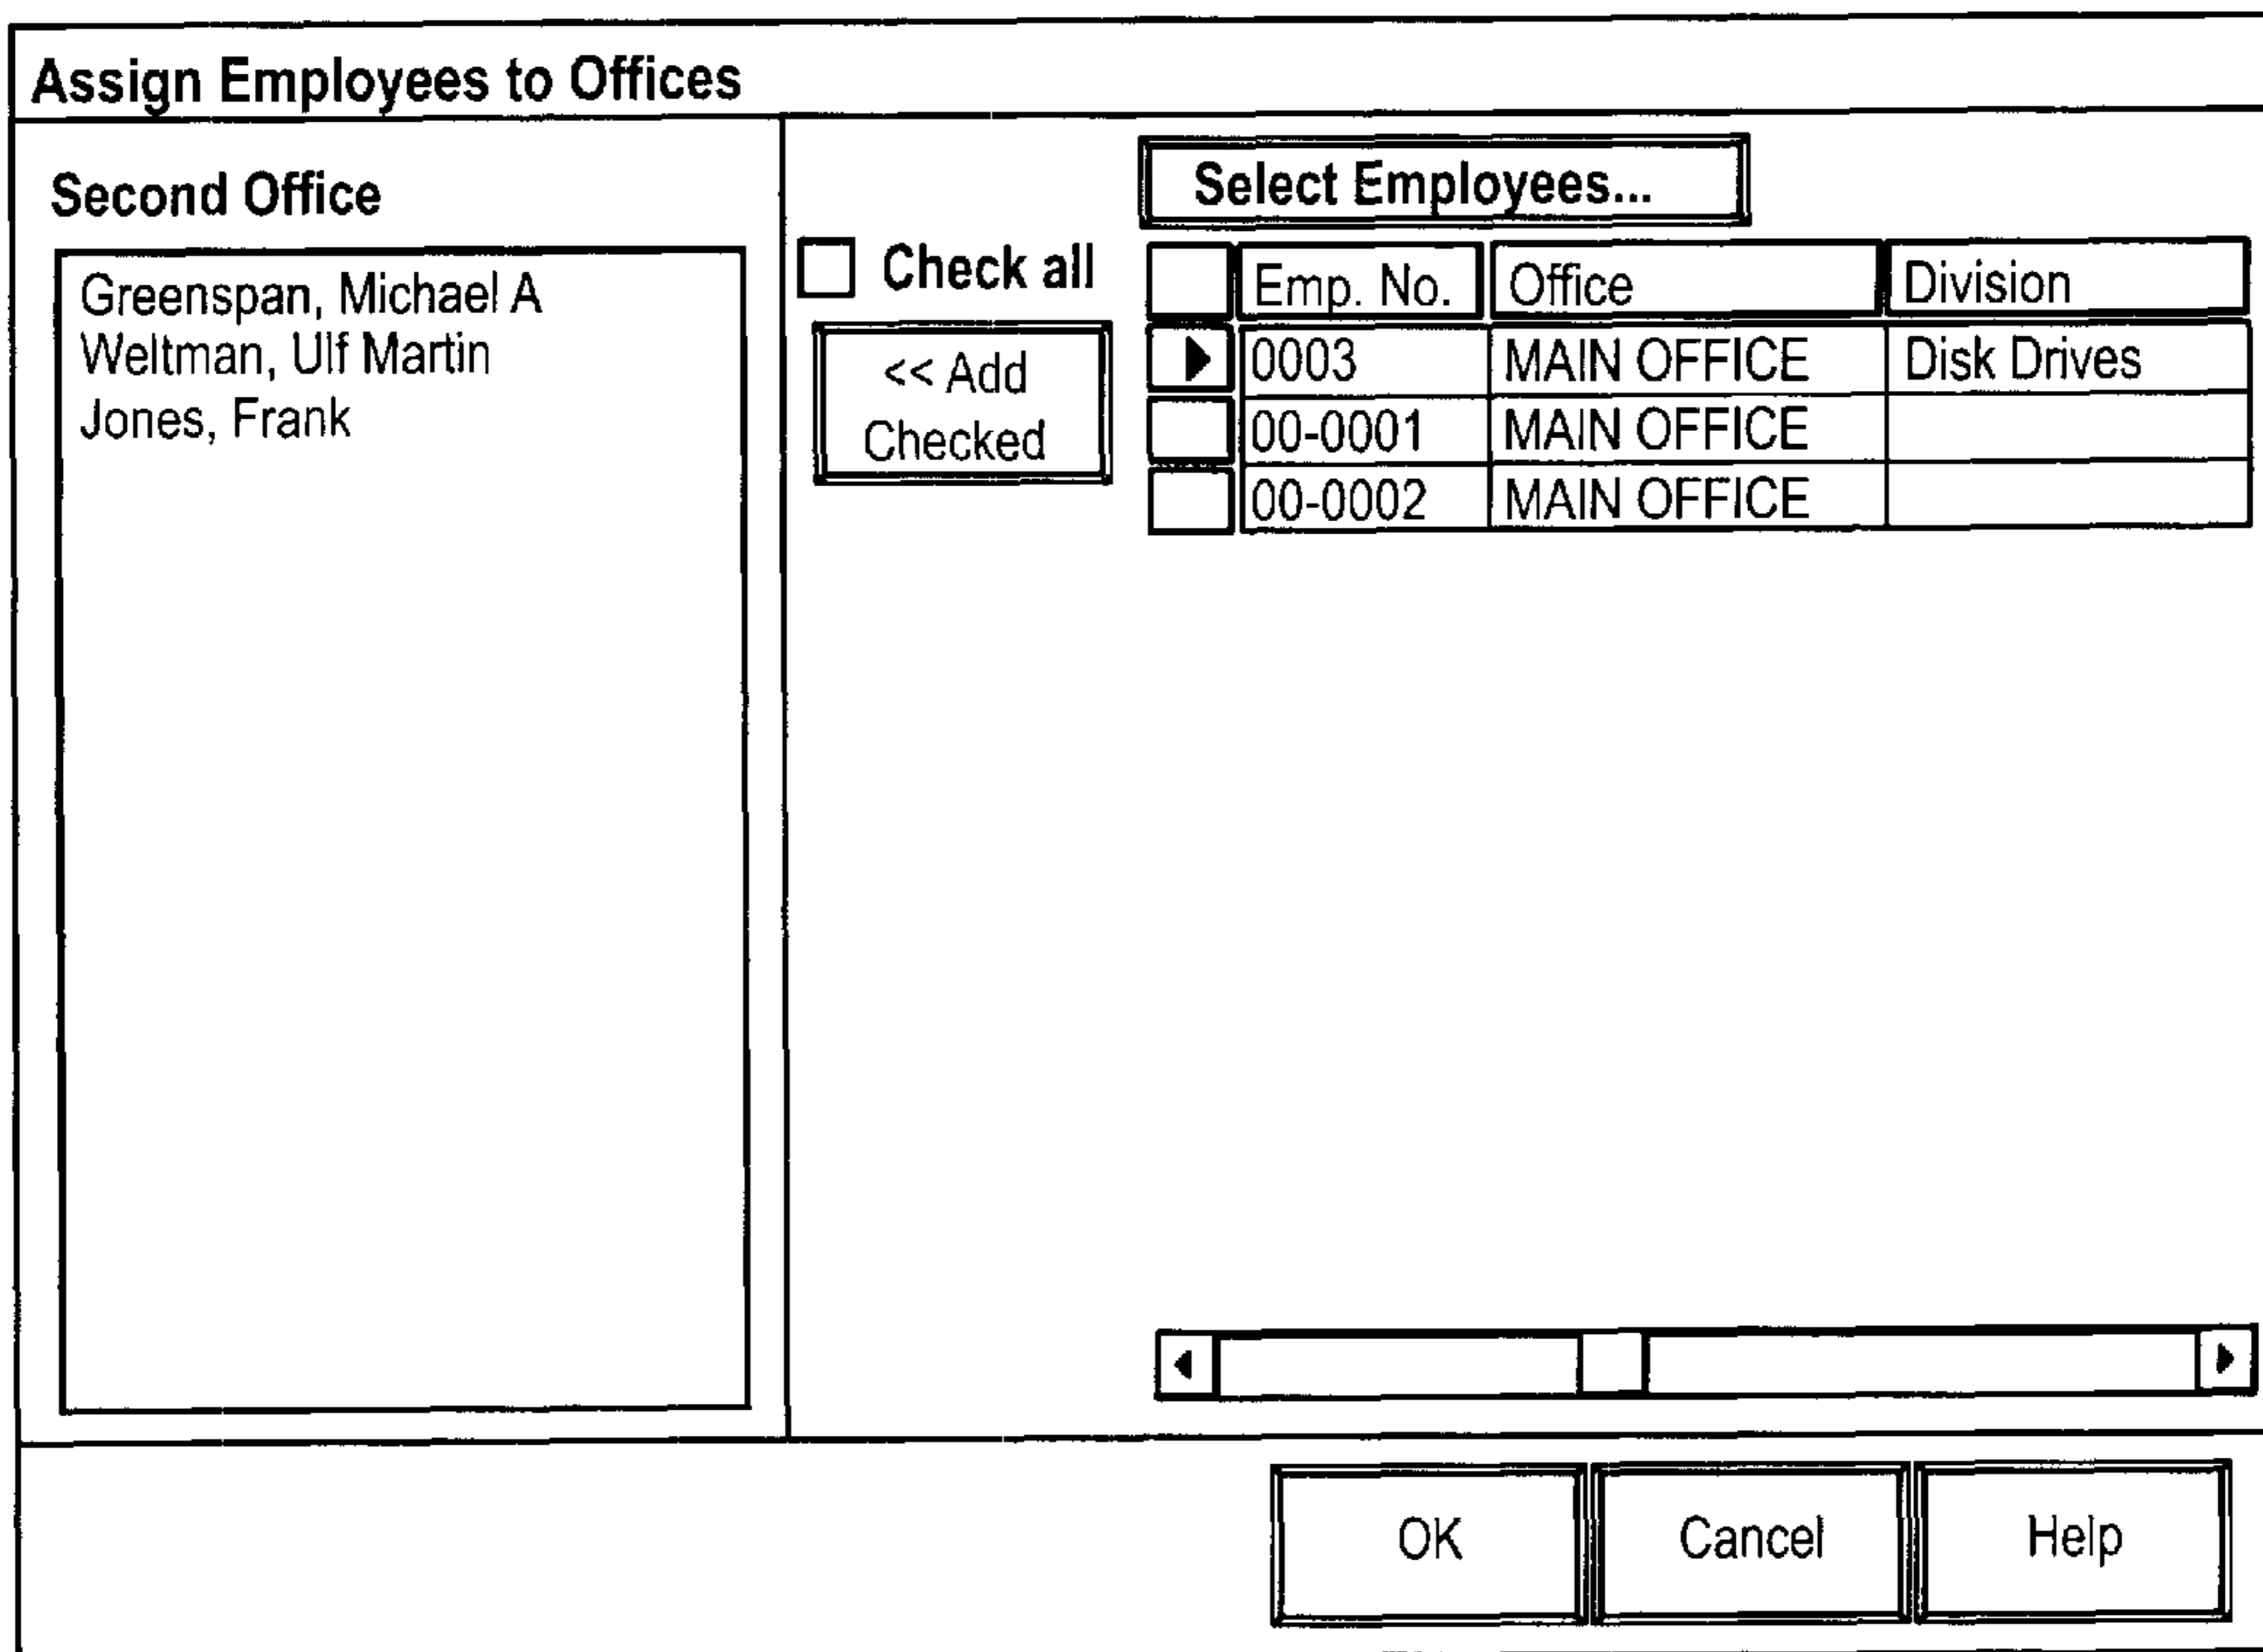 Assign Employees to Offices
Second Office
Greenspan, Michael A
Weltman, Ulf Martin
Jones, Frank
Check all
<< Add
Checked
Select Employees...
Emp. No. Office Division
0003 MAIN OFFICE Disk Drives
00-0001 MAIN OFFICE
00-0002 MAIN OFFICE
OK Cancel Help